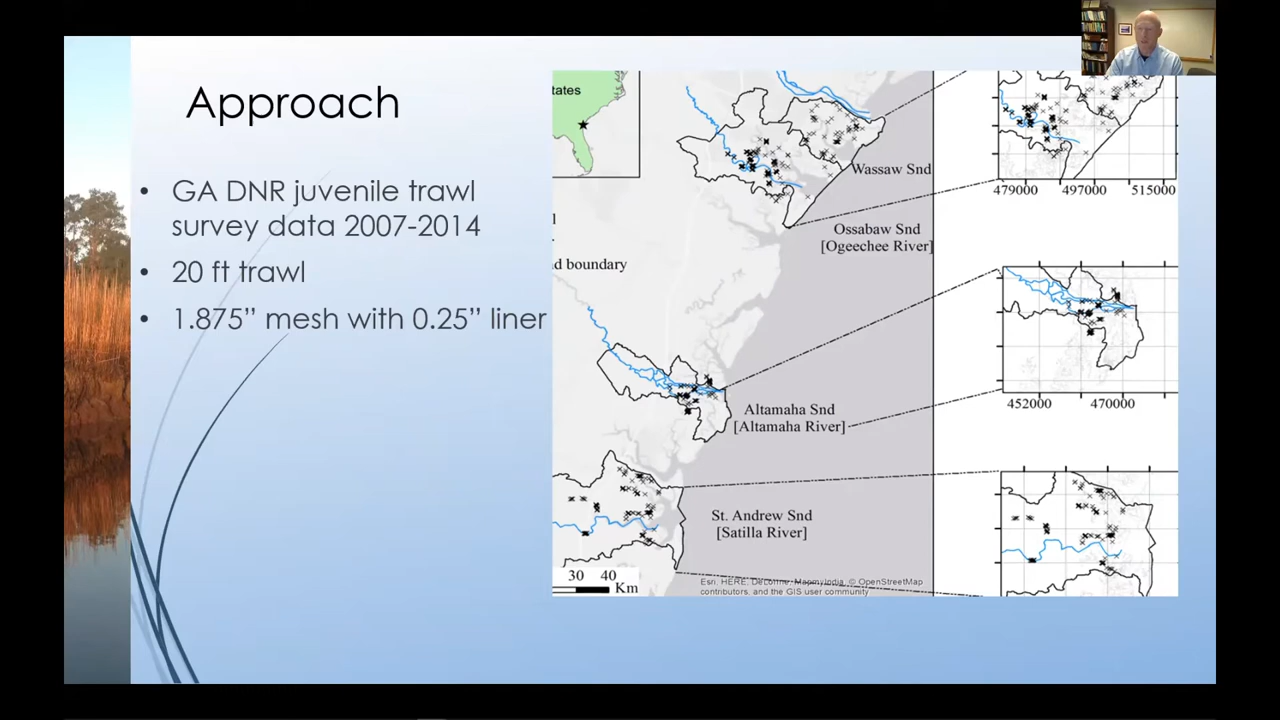 Approach
• GA DNR juvenile trawl
survey data 2007-2014
• 20 ft trawl
• 1.875” mesh with 0.25” liner
tates
Wassaw Snd
Ossabaw Snd
[Ogeechee River]
d boundary
Altamaha Snd
[Altamaha River]
St. Andrew Snd
[Satilla River]
30 40
Km
Esri, HERE, DeLorme, MapmyIndia, © OpenStreetMap
contributors, and the GIS user community
479000 497000 515000
452000 470000